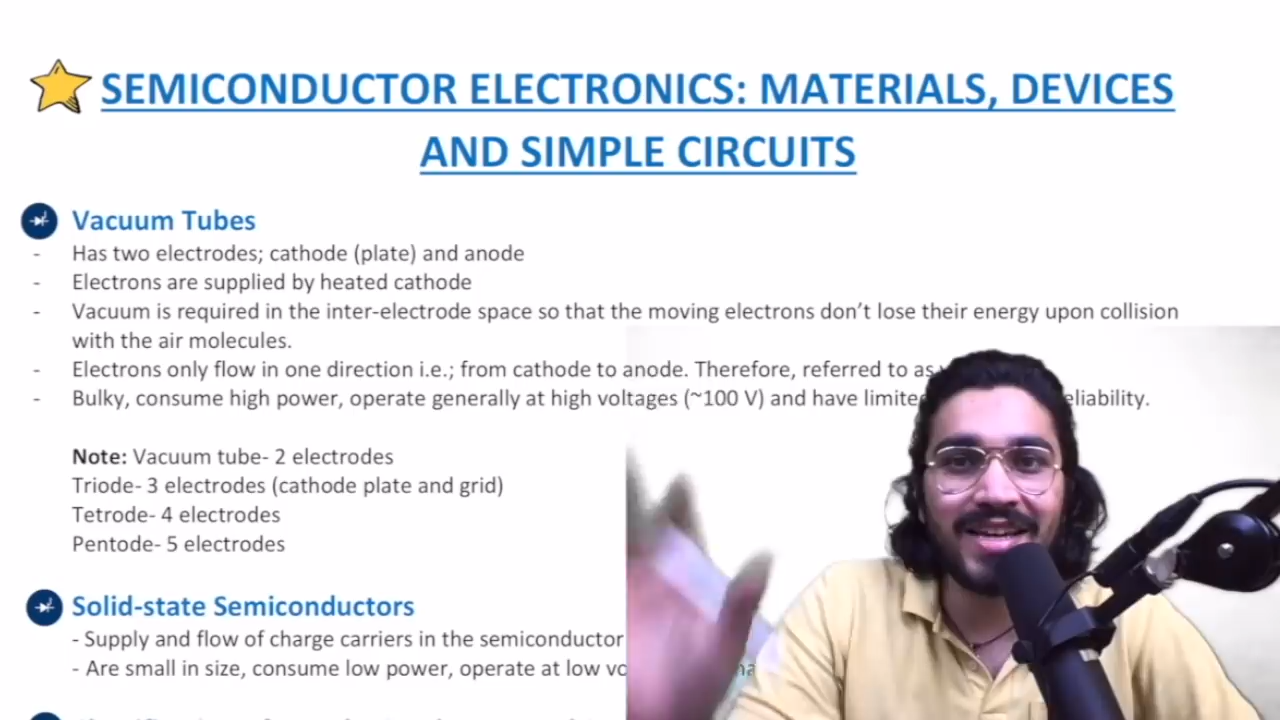 SEMICONDUCTOR ELECTRONICS: MATERIALS, DEVICES
AND SIMPLE CIRCUITS
Vacuum Tubes
- Has two electrodes; cathode (plate) and anode
- Electrons are supplied by heated cathode
- Vacuum is required in the inter-electrode space so that the moving electrons don't lose their energy upon collision
with the air molecules.
- Electrons only flow in one direction i.e.; from cathode to anode. Therefore, referred to as
- Bulky, consume high power, operate generally at high voltages (~100 V) and have
Note: Vacuum tube- 2 electrodes
Triode- 3 electrodes (cathode plate and grid)
Tetrode- 4 electrodes
Pentode- 5 electrodes
Solid-state Semiconductors
- Supply and flow of charge carriers in the semiconductor
- Are small in size, consume low power, operate at low